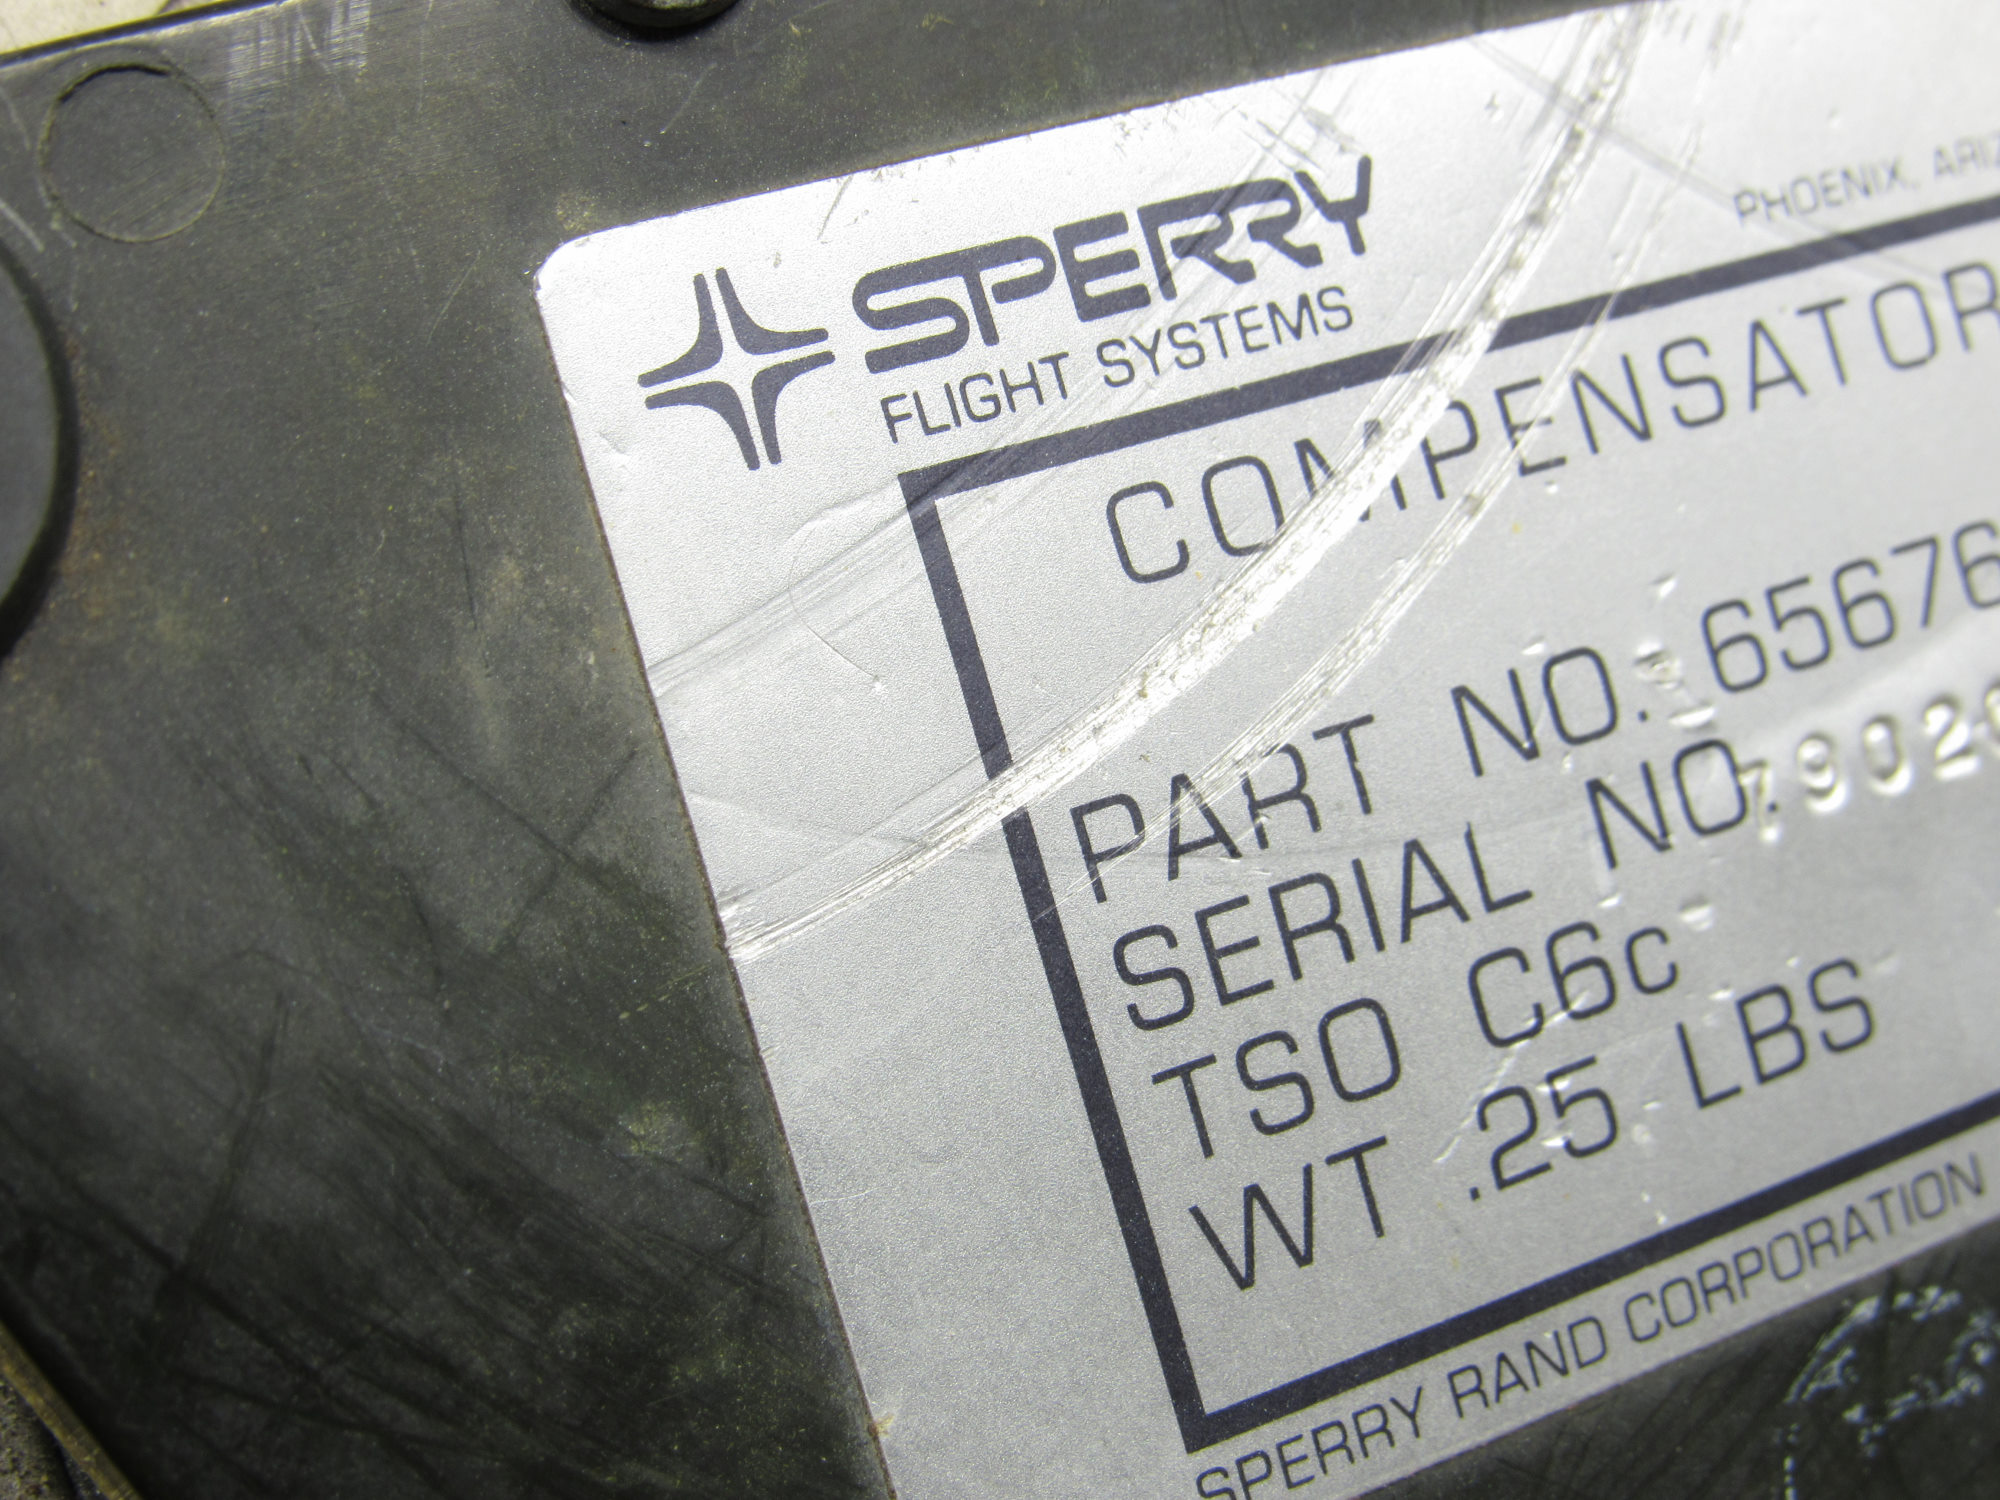 SPERRY
FLIGHT SYSTEMS
PHOENIX, ARIZ
COMPENSATOR
PART NO. 65676
SERIAL NO. 79020
TSO C6c
WT .25 LBS
SPERRY RAND CORPORATION